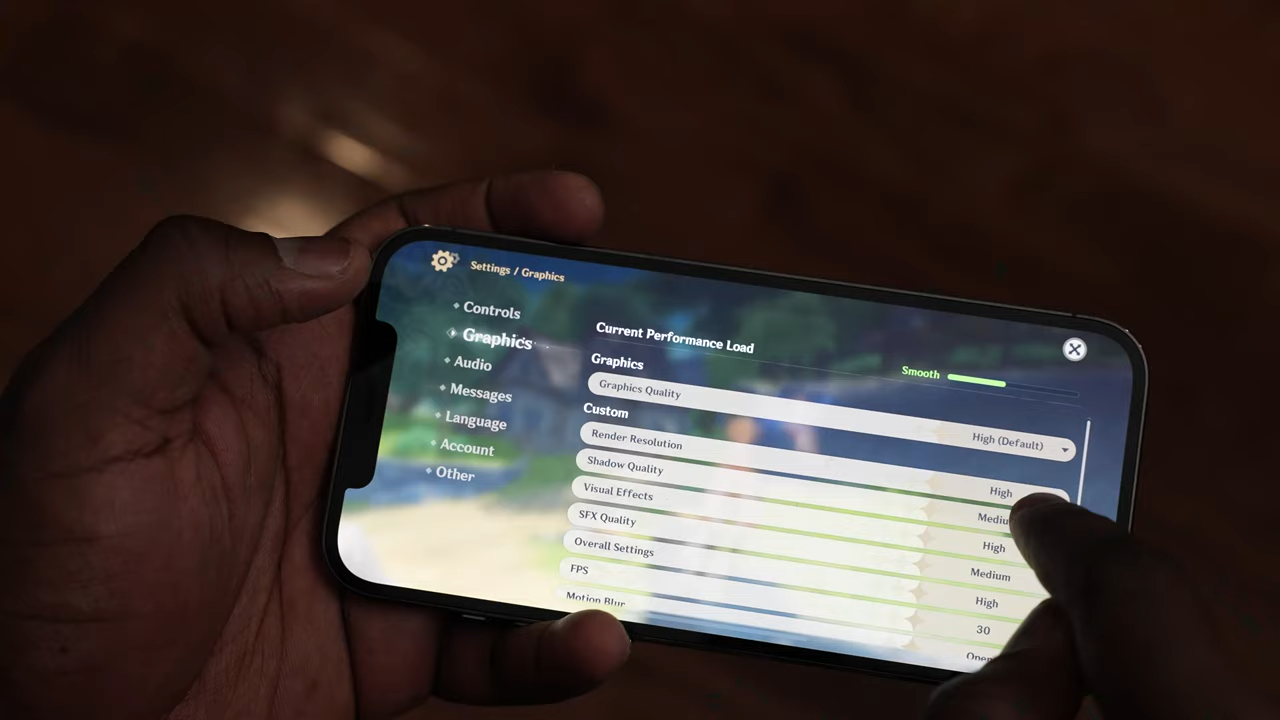 Settings / Graphics
Controls
Graphics
Audio
Messages
Language
Account
Other
Current Performance Load
Smooth
Graphics
Graphics Quality High (Default)
Custom
Render Resolution High
Shadow Quality Mediu
Visual Effects High
SFX Quality Medium
Overall Settings High
FPS 30
Motion Blur